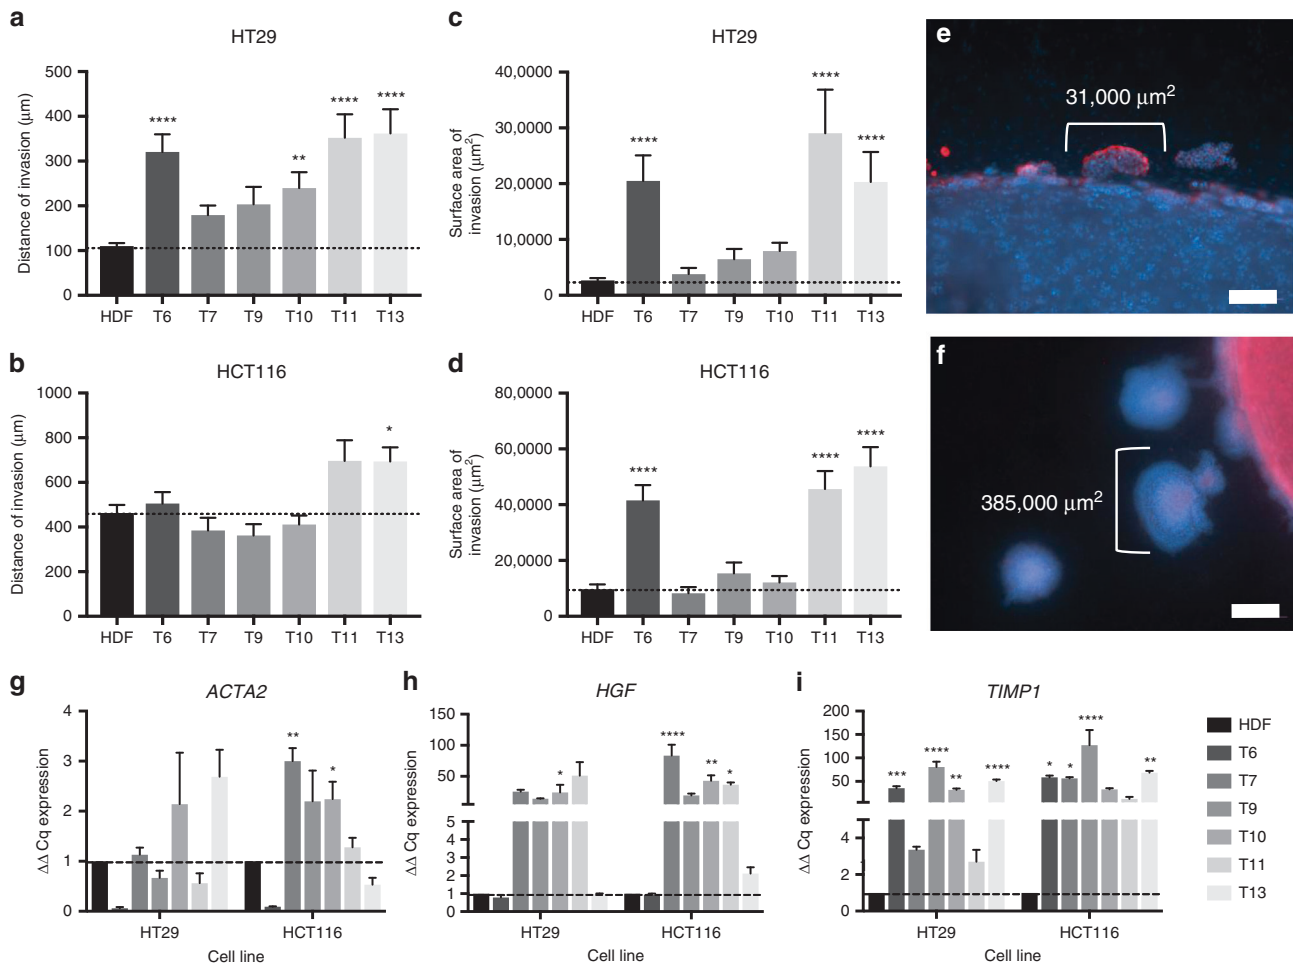 a
HT29
Distance of invasion (μm)
500
400
300
200
100
0
****
**
****
****
HDF T6 T7 T9 T10 T11 T13
c
HT29
Surface area of
invasion (μm²)
40,0000
30,0000
20,0000
10,0000
0
****
****
****
HDF T6 T7 T9 T10 T11 T13
e
31,000 μm²
b
HCT116
Distance of invasion (μm)
1000
800
600
400
200
0
*
HDF T6 T7 T9 T10 T11 T13
d
HCT116
Surface area of
invasion (μm²)
80,0000
60,0000
40,0000
20,0000
0
****
****
****
HDF T6 T7 T9 T10 T11 T13
f
385,000 μm²
g
ACTA2
ΔΔ Cq expression
4
3
2
1
0
**
*
HT29 HCT116
Cell line
h
HGF
ΔΔ Cq expression
150
100
50
5
4
3
2
1
0
*
****
**
*
HT29 HCT116
Cell line
i
TIMP1
ΔΔ Cq expression
200
150
100
50
4
2
0
***
****
**
****
*
*
****
**
HT29 HCT116
Cell line
HDF
T6
T7
T9
T10
T11
T13